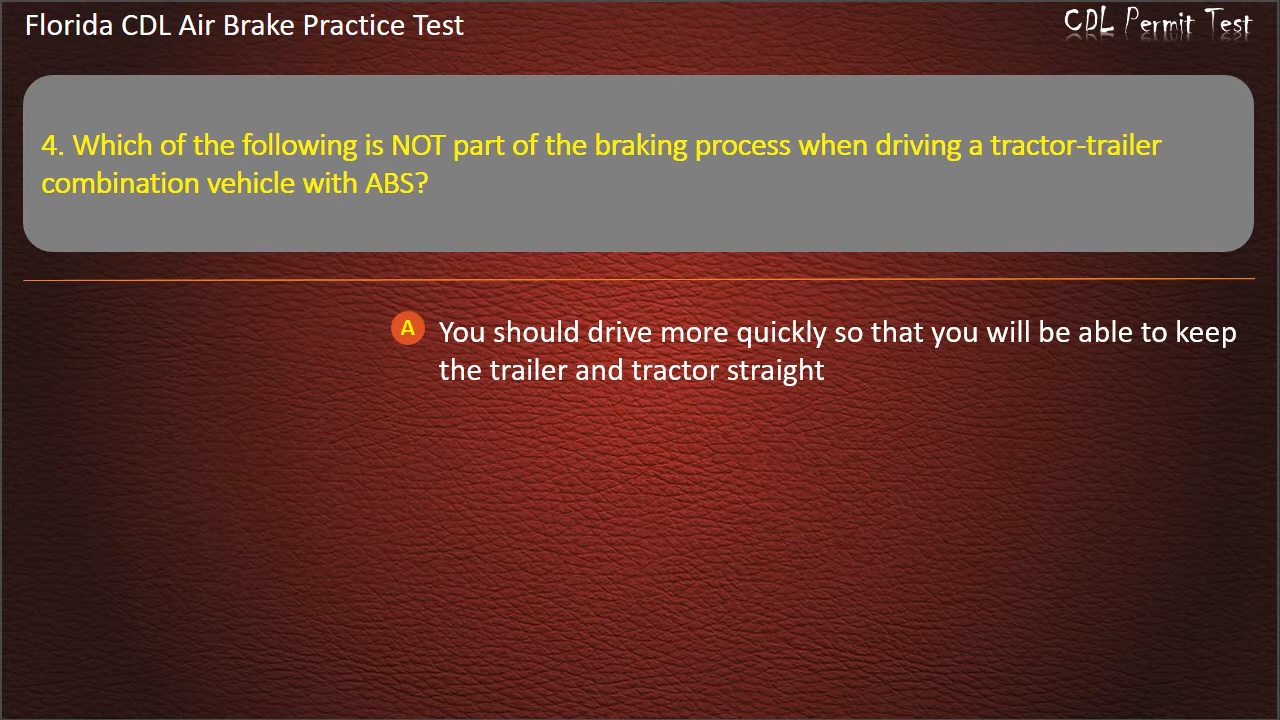 Florida CDL Air Brake Practice Test
CDL Permit Test
4. Which of the following is NOT part of the braking process when driving a tractor-trailer
combination vehicle with ABS?
A You should drive more quickly so that you will be able to keep
the trailer and tractor straight